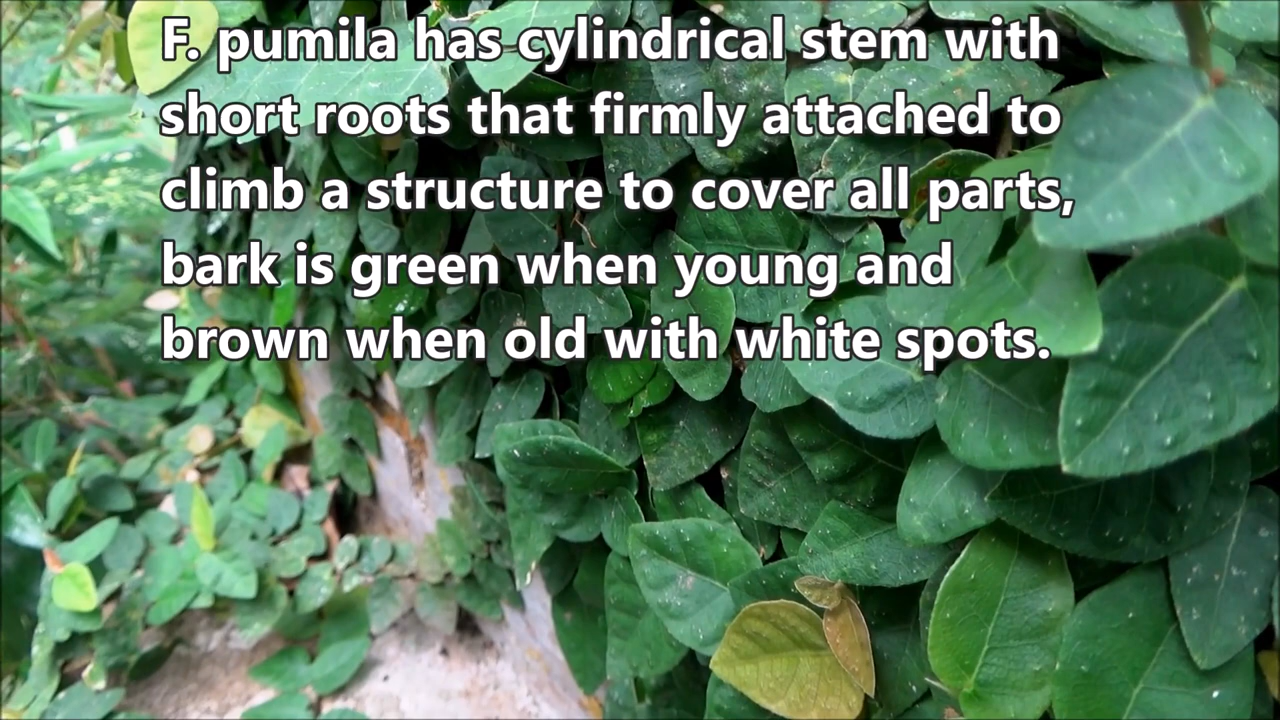 F. pumila has cylindrical stem with
short roots that firmly attached to
climb a structure to cover all parts,
bark is green when young and
brown when old with white spots.